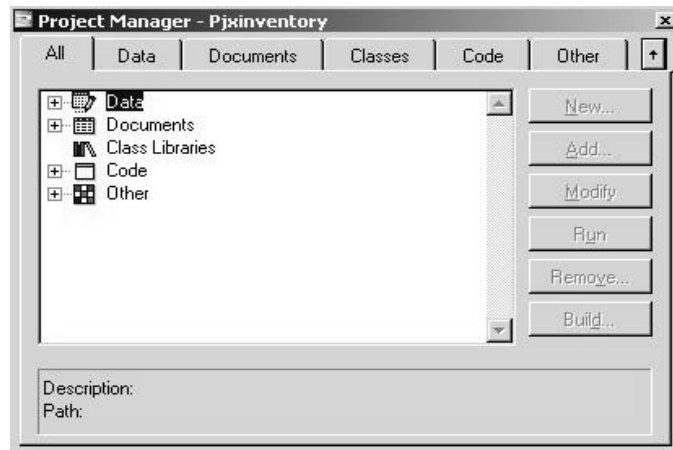 Project Manager - Pjxinventory
All Data Documents Classes Code Other
Data
Documents
Class Libraries
Code
Other
New...
Add...
Modify
Run
Remove...
Build...
Description:
Path: